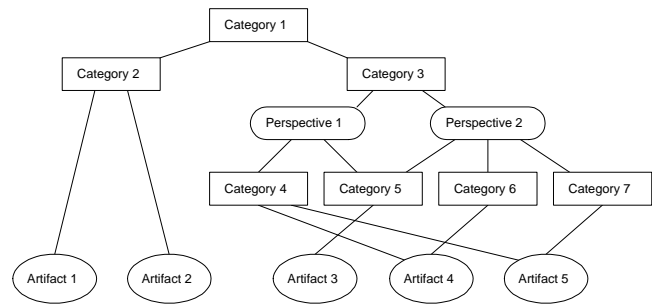 Category 1
Category 2
Category 3
Perspective 1
Perspective 2
Category 4
Category 5
Category 6
Category 7
Artifact 1
Artifact 2
Artifact 3
Artifact 4
Artifact 5